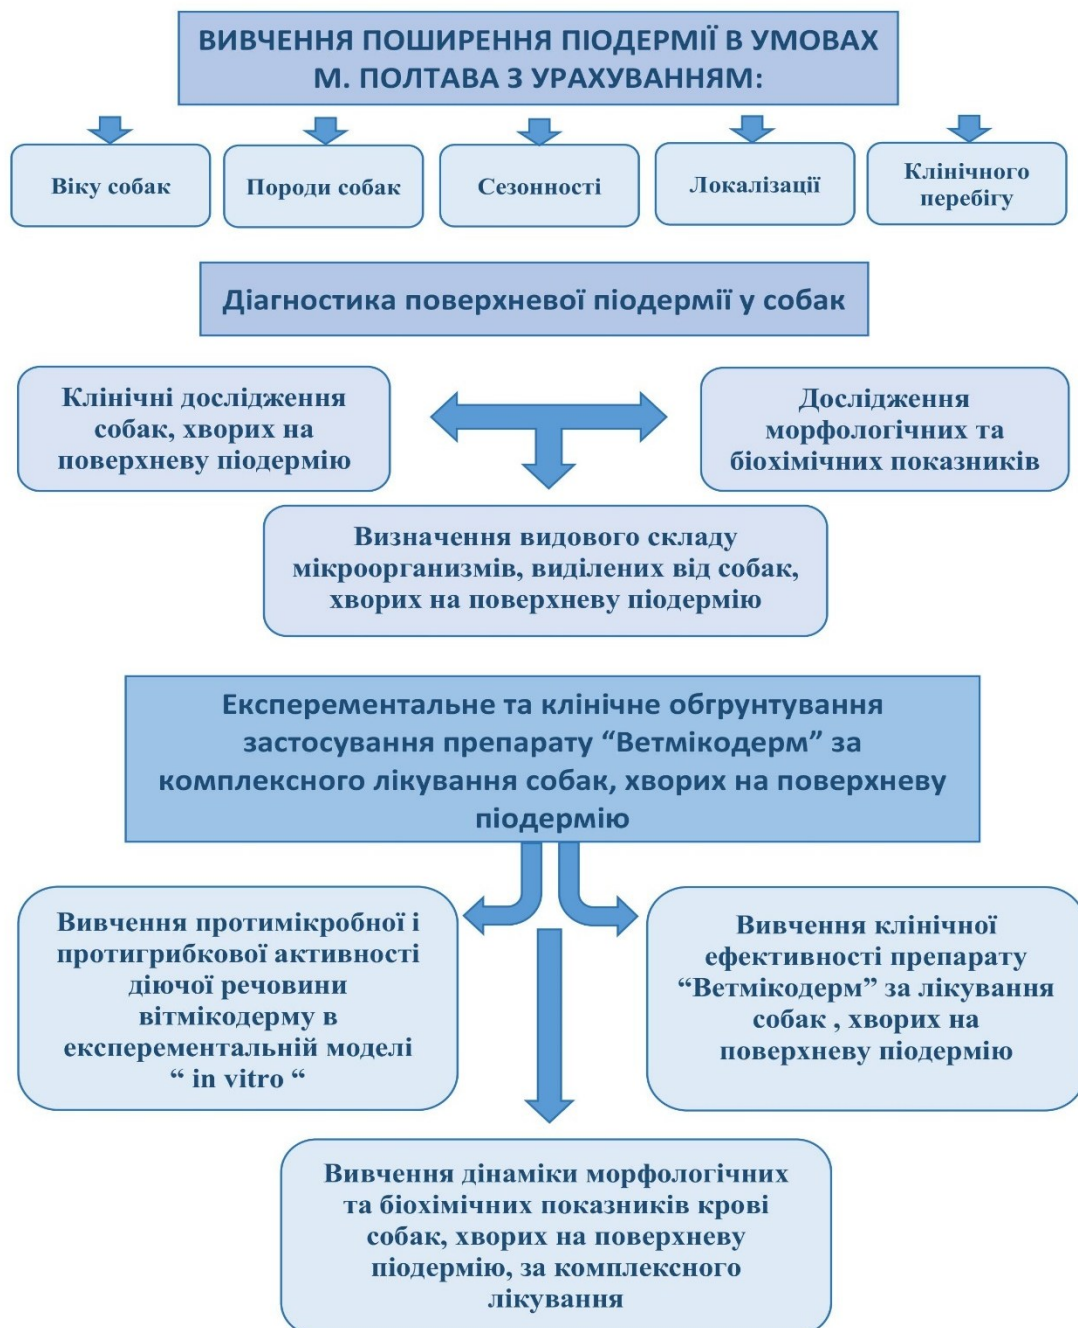 ВИВЧЕННЯ ПОШИРЕННЯ ПІОДЕРМІЇ В УМОВАХ
М. ПОЛТАВА З УРАХУВАННЯМ:
Віку собак
Породи собак
Сезонності
Локалізації
Клінічного
перебігу
Діагностика поверхневої піодермії у собак
Клінічні дослідження
собак, хворих на
поверхневу піодермію
Дослідження
морфологічних та
біохімічних показників
Визначення видового складу
мікроорганизмів, виділених від собак,
хворих на поверхневу піодермію
Експерементальне та клінічне обгрунтування
застосування препарату “Ветмікодерм” за
комплексного лікування собак, хворих на поверхневу
піодермію
Вивчення протимікробної і
протигрибкової активності
діючої речовини
вітмікодерму в
експерементальній моделі
“ in vitro “
Вивчення клінічної
ефективності препарату
“Ветмікодерм” за лікування
собак , хворих на
поверхневу піодермію
Вивчення дінаміки морфологічних
та біохімічних показників крові
собак, хворих на поверхневу
піодермію, за комплексного
лікування